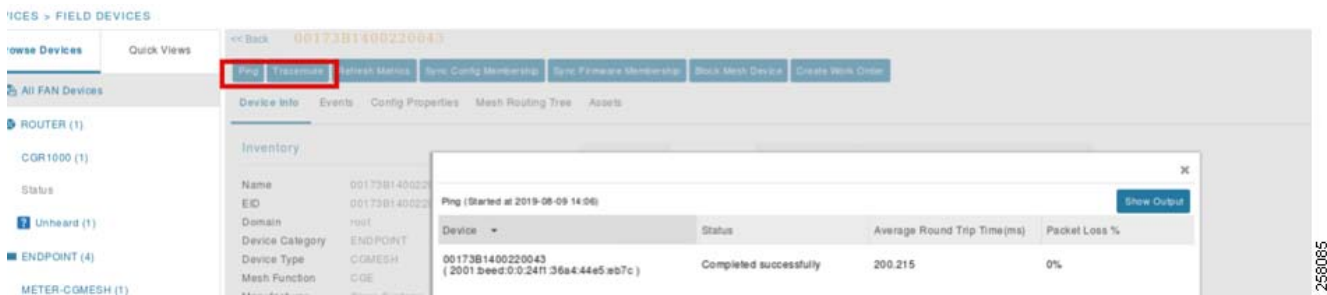 ICES > FIELD DEVICES
rowse Devices
Quick Views
<< Back 00173B1400220043
Ping Traceroute Refresh Metrics Sync Config Membership Sync Firmware Membership Block Mesh Device Create Work Order
All FAN Devices
Device Info Events Config Properties Mesh Routing Tree Assets
ROUTER (1)
Inventory
CGR1000 (1)
Status
Name 00173B140022
EID 00173B140022
Ping (Started at 2019-08-09 14:06)
Show Output
? Unheard (1)
Domain root
Device Category ENDPOINT
Device Status Average Round Trip Time(ms) Packet Loss %
ENDPOINT (4)
Device Type CGMESH
00173B1400220043 Completed successfully 200.215 0%
( 2001:beed:0:0:24f1:36a4:44e5:eb7c )
Mesh Function CGE
METER-CGMESH (1)
258085